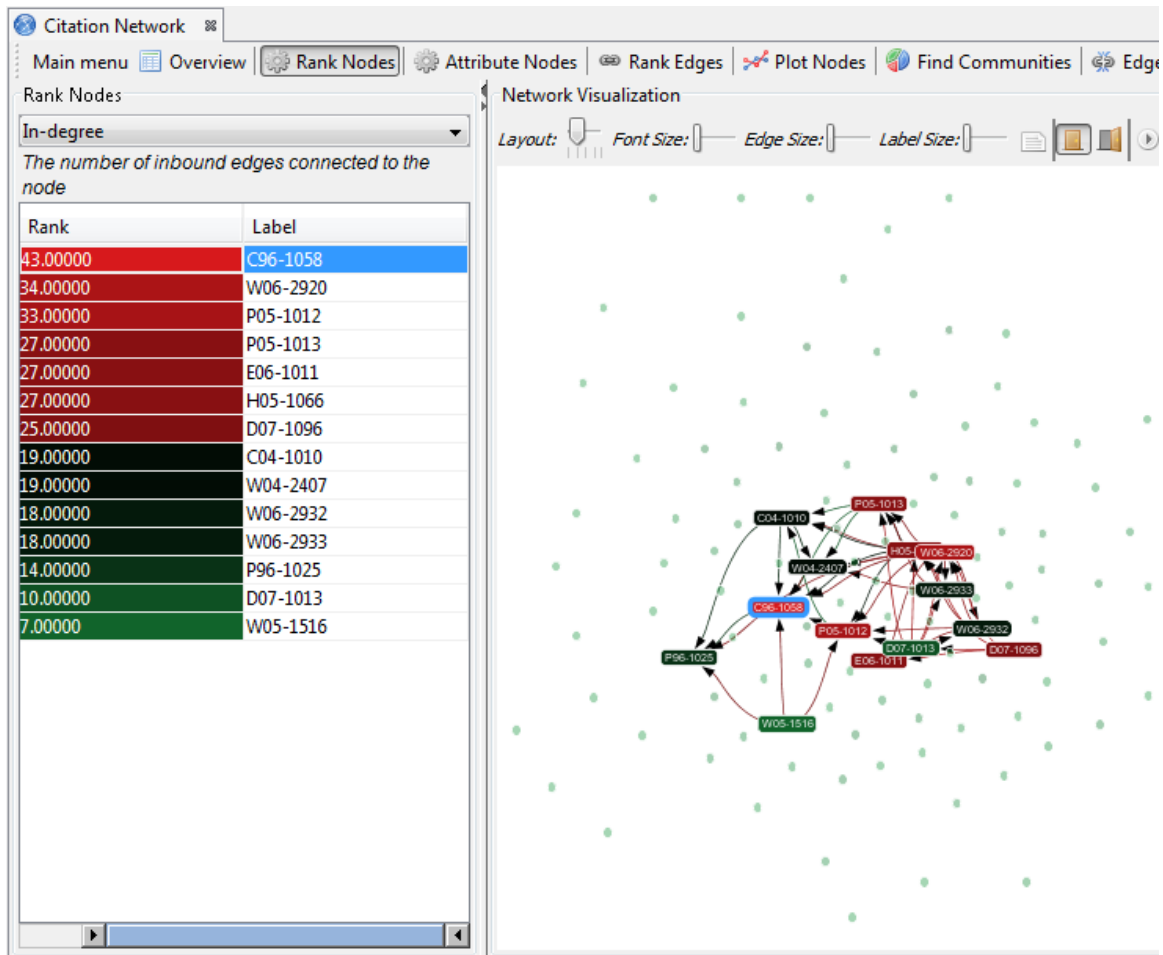 Citation Network
Main menu Overview Rank Nodes Attribute Nodes Rank Edges Plot Nodes Find Communities Edge
Rank Nodes
In-degree
The number of inbound edges connected to the
node
Rank Label
43.00000 C96-1058
34.00000 W06-2920
33.00000 P05-1012
27.00000 P05-1013
27.00000 E06-1011
27.00000 H05-1066
25.00000 D07-1096
19.00000 C04-1010
19.00000 W04-2407
18.00000 W06-2932
18.00000 W06-2933
14.00000 P96-1025
10.00000 D07-1013
7.00000 W05-1516
Network Visualization
Layout: Font Size: Edge Size: Label Size:
P05-1013
C04-1010
H05- W06-2920
W04-2407
W06-2933
C96-1058
P05-1012 W06-2932
D07-1013 D07-1096
P96-1025 E06-1011
W05-1516